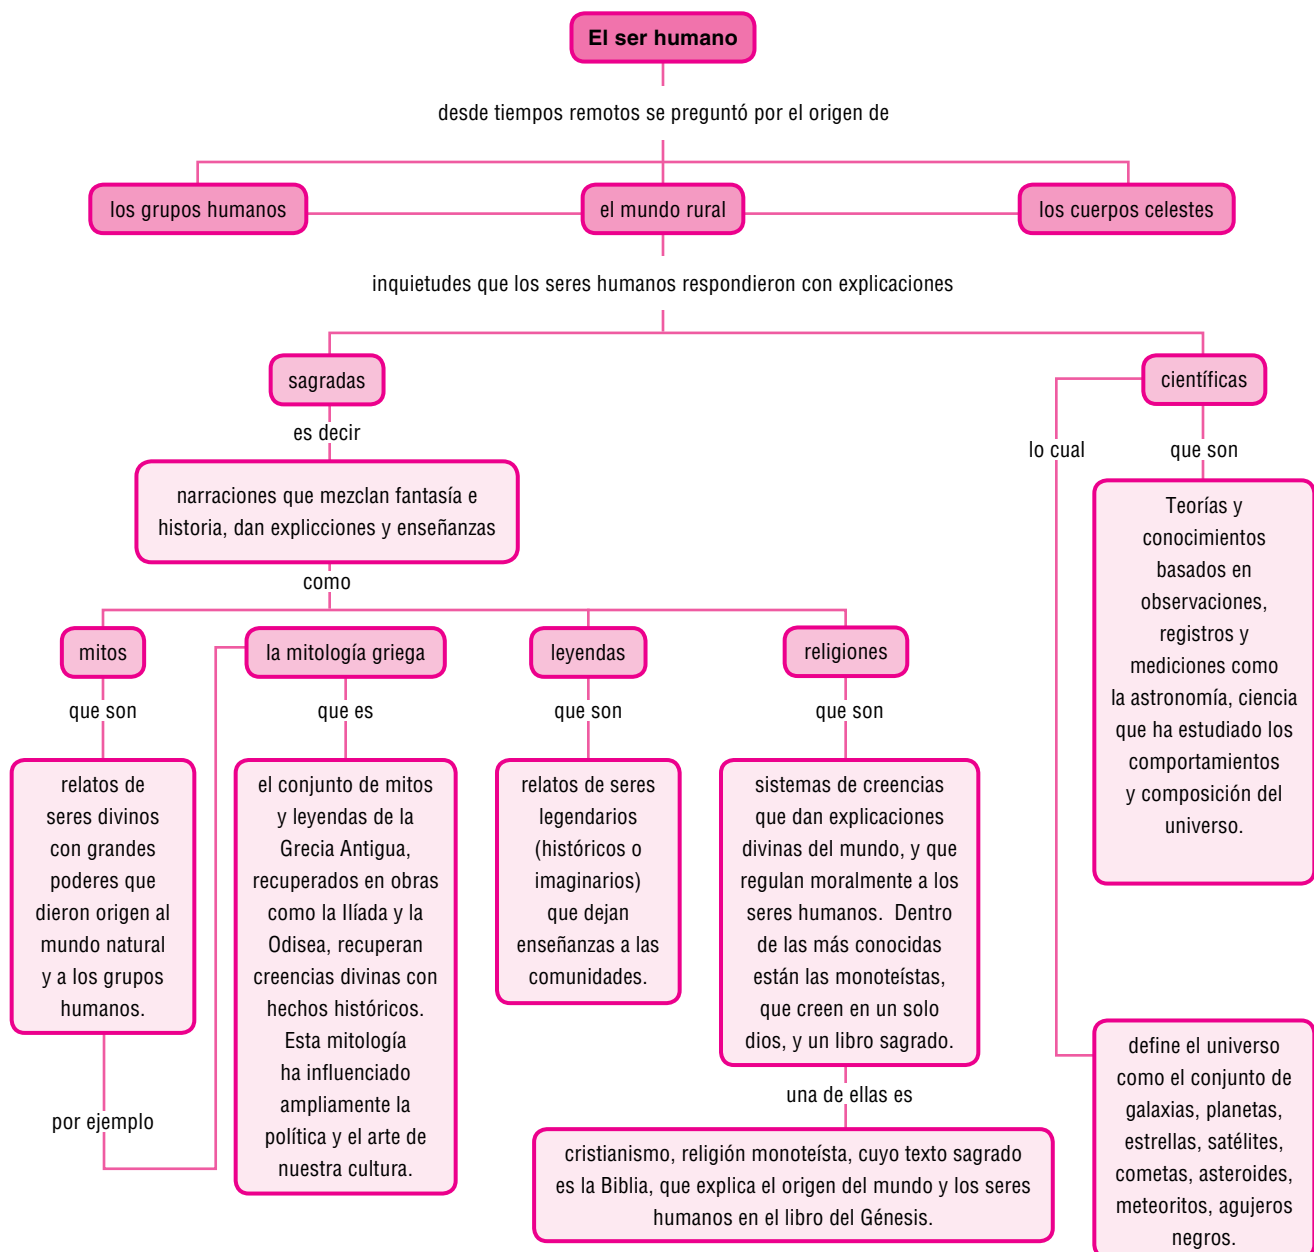 El ser humano
desde tiempos remotos se preguntó por el origen de
los grupos humanos
el mundo rural
los cuerpos celestes
inquietudes que los seres humanos respondieron con explicaciones
sagradas
es decir
narraciones que mezclan fantasía e
historia, dan explicciones y enseñanzas
como
mitos
que son
relatos de
seres divinos
con grandes
poderes que
dieron origen al
mundo natural
y a los grupos
humanos.
por ejemplo
la mitología griega
que es
el conjunto de mitos
y leyendas de la
Grecia Antigua,
recuperados en obras
como la Ilíada y la
Odisea, recuperan
creencias divinas con
hechos históricos.
Esta mitología
ha influenciado
ampliamente la
política y el arte de
nuestra cultura.
leyendas
que son
relatos de seres
legendarios
(históricos o
imaginarios)
que dejan
enseñanzas a las
comunidades.
religiones
que son
sistemas de creencias
que dan explicaciones
divinas del mundo, y que
regulan moralmente a los
seres humanos. Dentro
de las más conocidas
están las monoteístas,
que creen en un solo
dios, y un libro sagrado.
una de ellas es
cristianismo, religión monoteísta, cuyo texto sagrado
es la Biblia, que explica el origen del mundo y los seres
humanos en el libro del Génesis.
científicas
que son
Teorías y
conocimientos
basados en
observaciones,
registros y
mediciones como
la astronomía, ciencia
que ha estudiado los
comportamientos
y composición del
universo.
lo cual
define el universo
como el conjunto de
galaxias, planetas,
estrellas, satélites,
cometas, asteroides,
meteoritos, agujeros
negros.